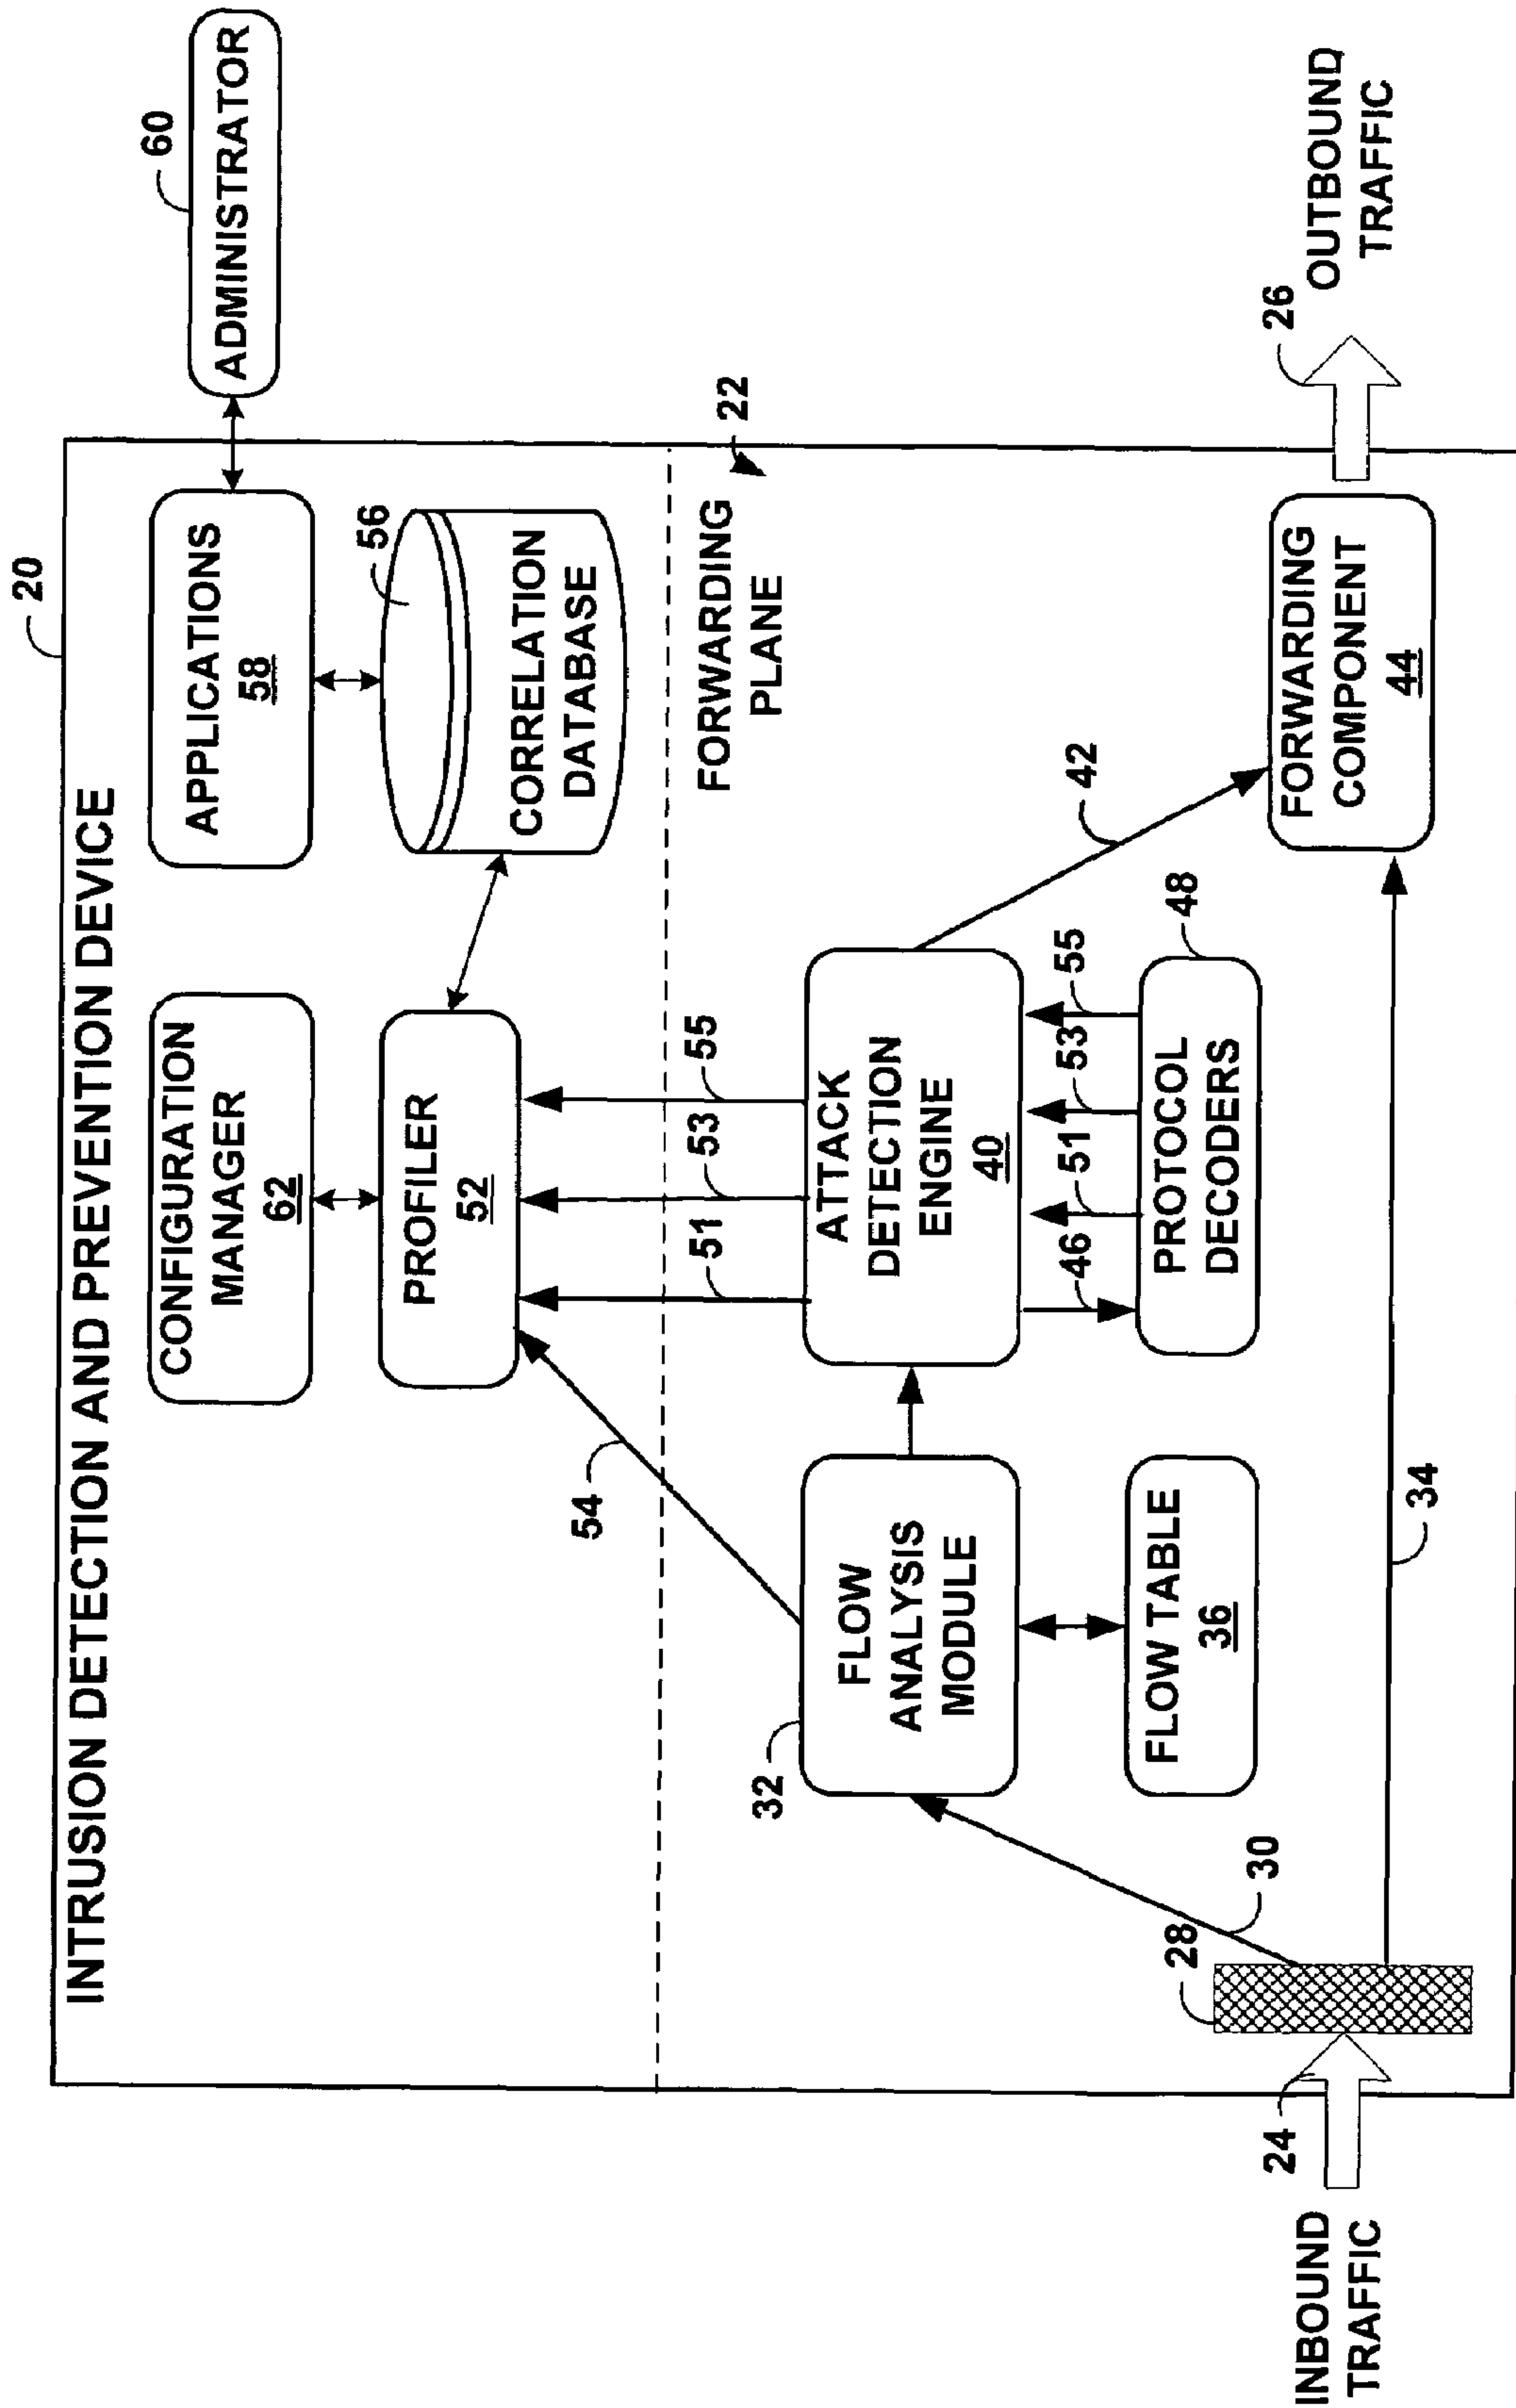 20
INTRUSION DETECTION AND PREVENTION DEVICE
60
ADMINISTRATOR
CONFIGURATION
MANAGER
62
APPLICATIONS
58
PROFILER
52
56
CORRELATION
DATABASE
54
51
53
55
FORWARDING
PLANE
22
32
FLOW
ANALYSIS
MODULE
ATTACK
DETECTION
ENGINE
40
42
46
51
53
55
48
FLOW TABLE
36
PROTOCOL
DECODERS
30
28
24
INBOUND
TRAFFIC
34
FORWARDING
COMPONENT
44
26
OUTBOUND
TRAFFIC